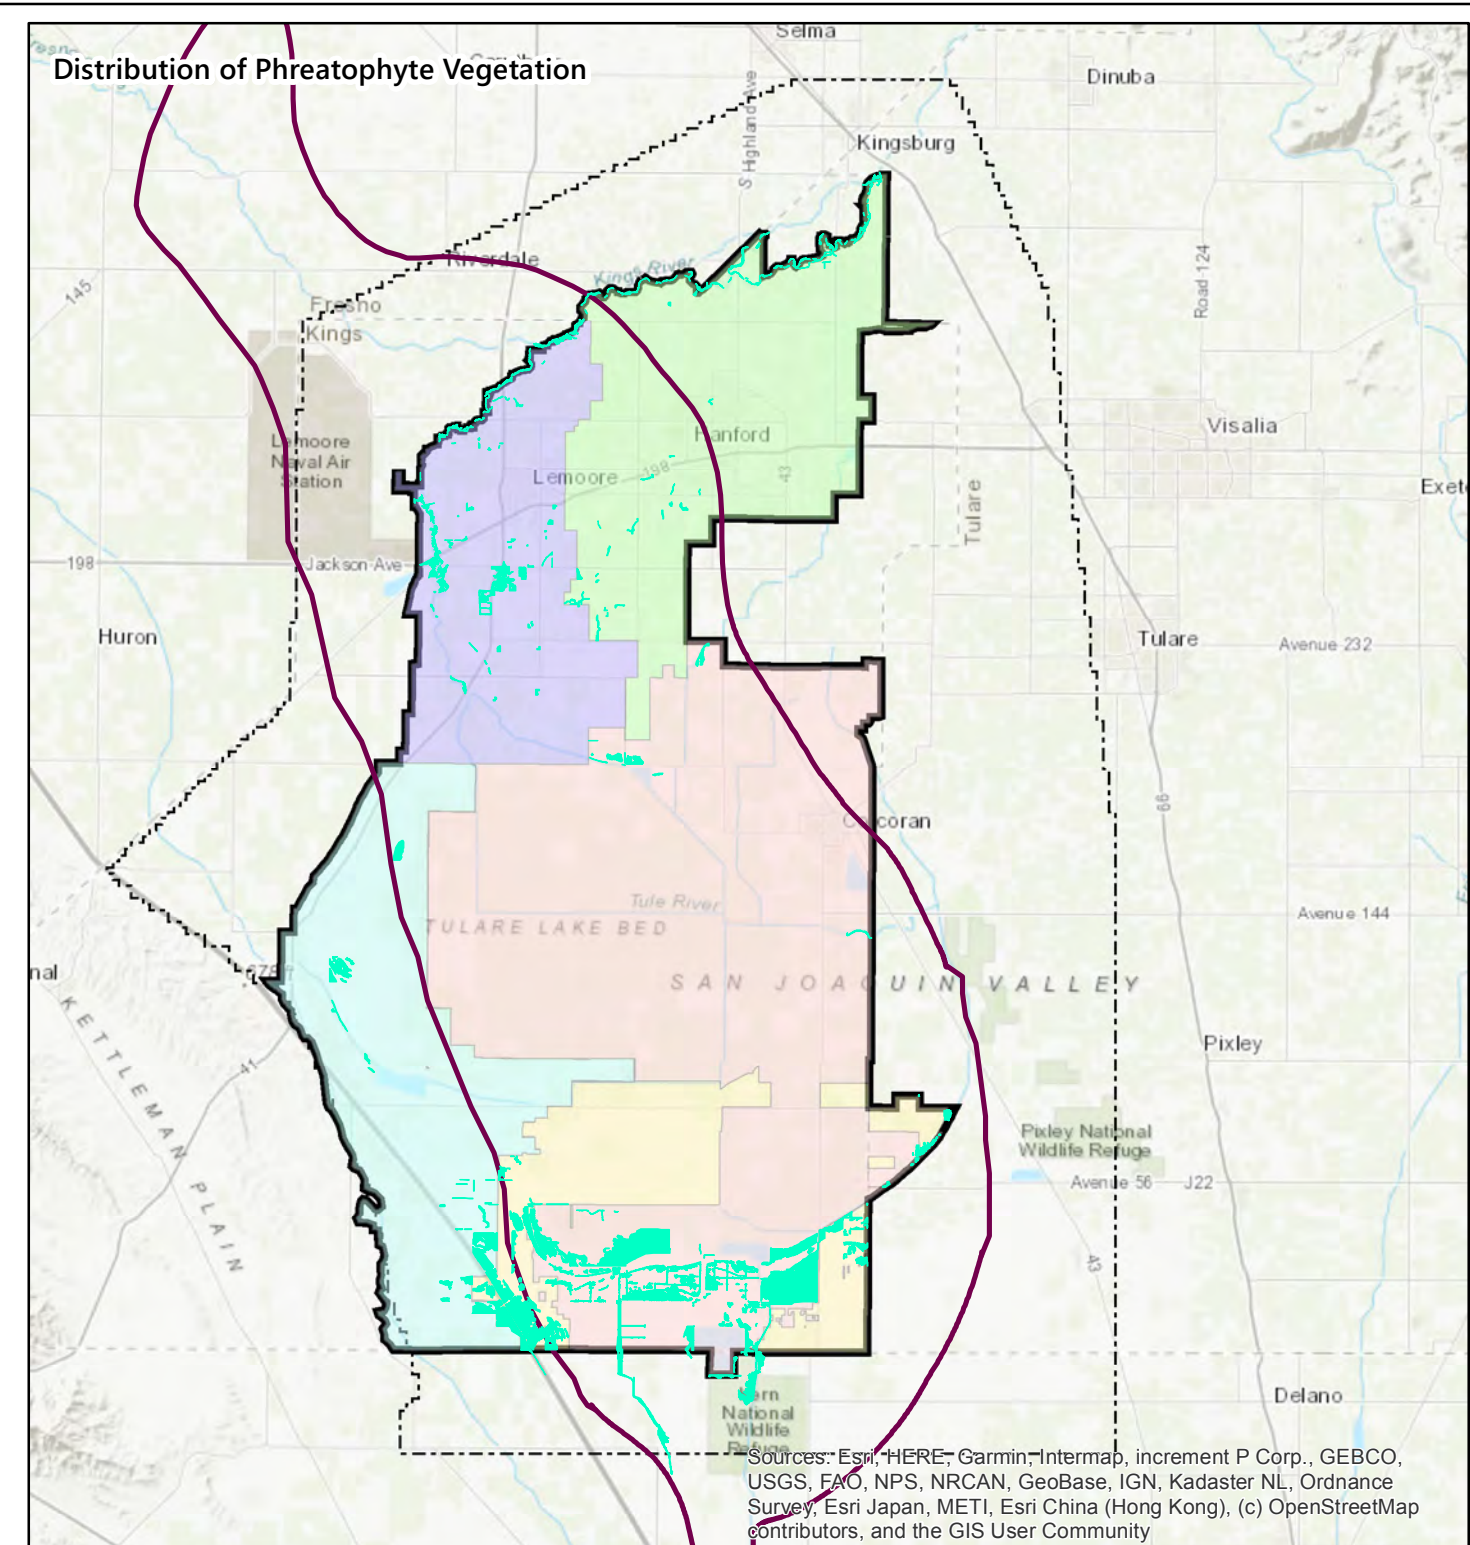 Selma
Distribution of Phreatophyte Vegetation
Dinuba
S Highland Ave
Kingsburg
Riverdale
Kings River
Road 124
145
Fresno
Kings
Visalia
Hanford
Lemoore
Naval Air
Station
Lemoore
198
43
Tulare
198
Jackson Ave
Huron
Tulare
Avenue 232
99
Corcoran
Tule River
TULARE LAKE BED
Avenue 144
SAN JOAQUIN VALLEY
KETTLEMAN PLAIN
41
Pixley
Pixley National
Wildlife Refuge
Avenue 56
J22
43
Delano
Kern
National
Wildlife
Refuge
Sources: Esri, HERE, Garmin, Intermap, increment P Corp., GEBCO,
USGS, FAO, NPS, NRCAN, GeoBase, IGN, Kadaster NL, Ordnance
Survey, Esri Japan, METI, Esri China (Hong Kong), (c) OpenStreetMap
contributors, and the GIS User Community